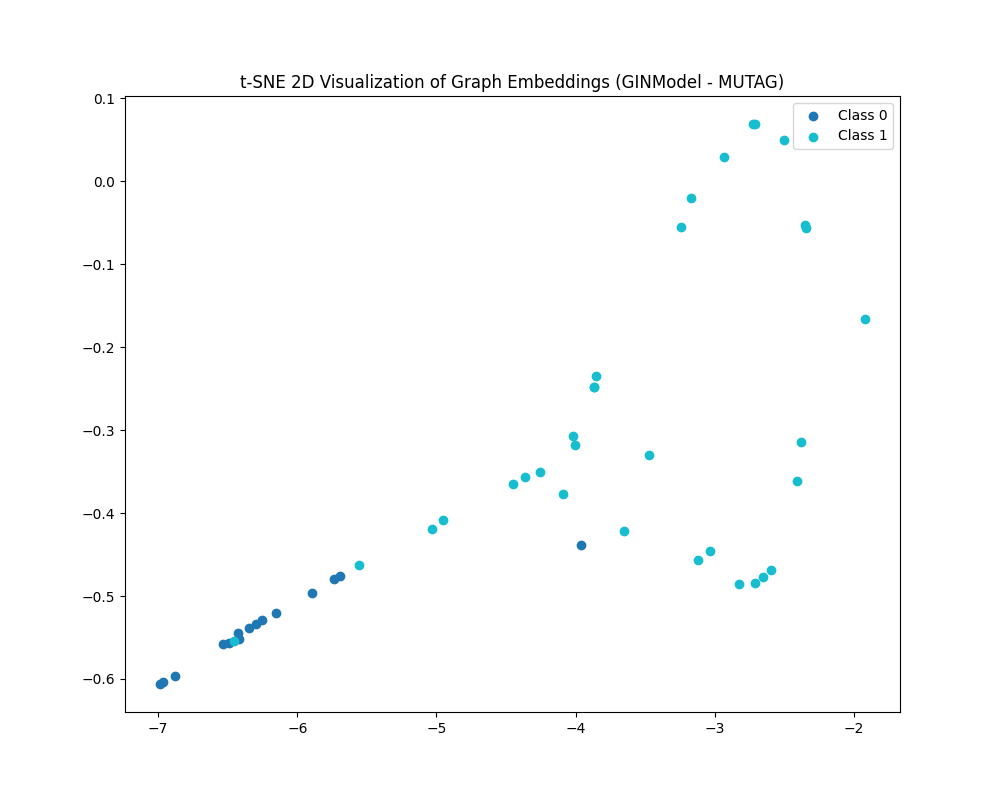 t-SNE 2D Visualization of Graph Embeddings (GINModel - MUTAG)
Class 0
Class 1
0.1
0.0
−0.1
−0.2
−0.3
−0.4
−0.5
−0.6
−7 −6 −5 −4 −3 −2